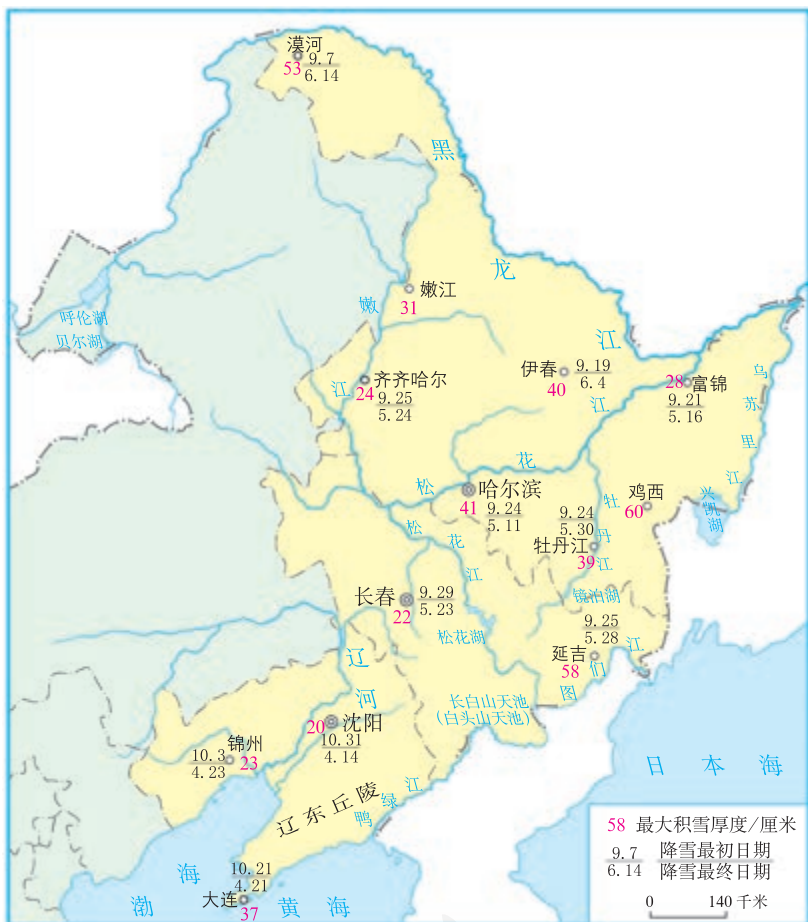 漠河
53
9.7
6.14
黑
龙
江
嫩江
31
嫩
江
呼伦湖
贝尔湖
齐齐哈尔
24
9.25
5.24
伊春
40
9.19
6.4
28
富锦
9.21
5.16
乌
苏
里
江
松
花
江
哈尔滨
41
9.24
5.11
鸡西
60
兴凯湖
牡
丹
江
9.24
5.30
牡丹江
39
松
花
江
镜泊湖
长春
22
9.29
5.23
松花湖
9.25
5.28
延吉
58
图
们
江
长白山天池
(白头山天池)
辽
河
沈阳
20
10.31
4.14
锦州
23
10.3
4.23
辽东丘陵
鸭
绿
江
日本海
渤海
10.21
4.21
大连
37
黄海
58 最大积雪厚度/厘米
9.7 降雪最初日期
6.14 降雪最终日期
0 140 千米